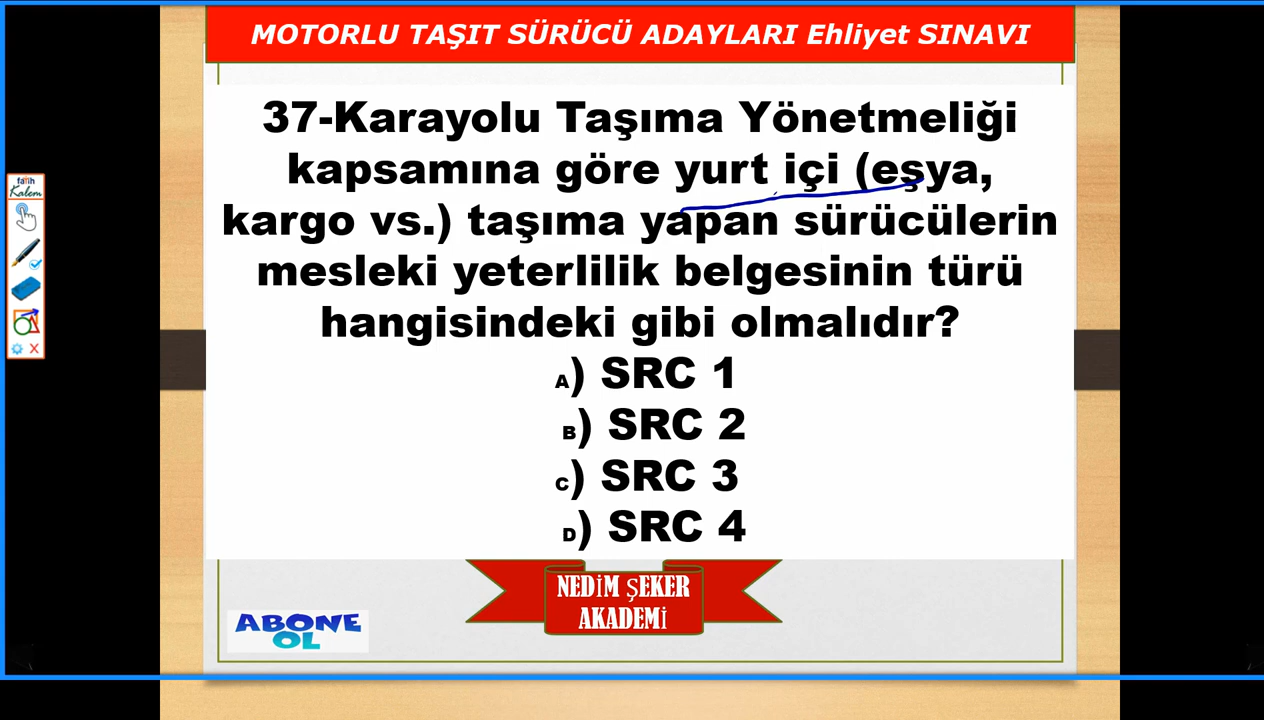 MOTORLU TAŞIT SÜRÜCÜ ADAYLARI Ehliyet SINAVI
37-Karayolu Taşıma Yönetmeliği
kapsamına göre yurt içi (eşya,
kargo vs.) taşıma yapan sürücülerin
mesleki yeterlilik belgesinin türü
hangisindeki gibi olmalıdır?
A) SRC 1
B) SRC 2
C) SRC 3
D) SRC 4
NEDİM ŞEKER
AKADEMİ
ABONE
OL
fatih
Kalem